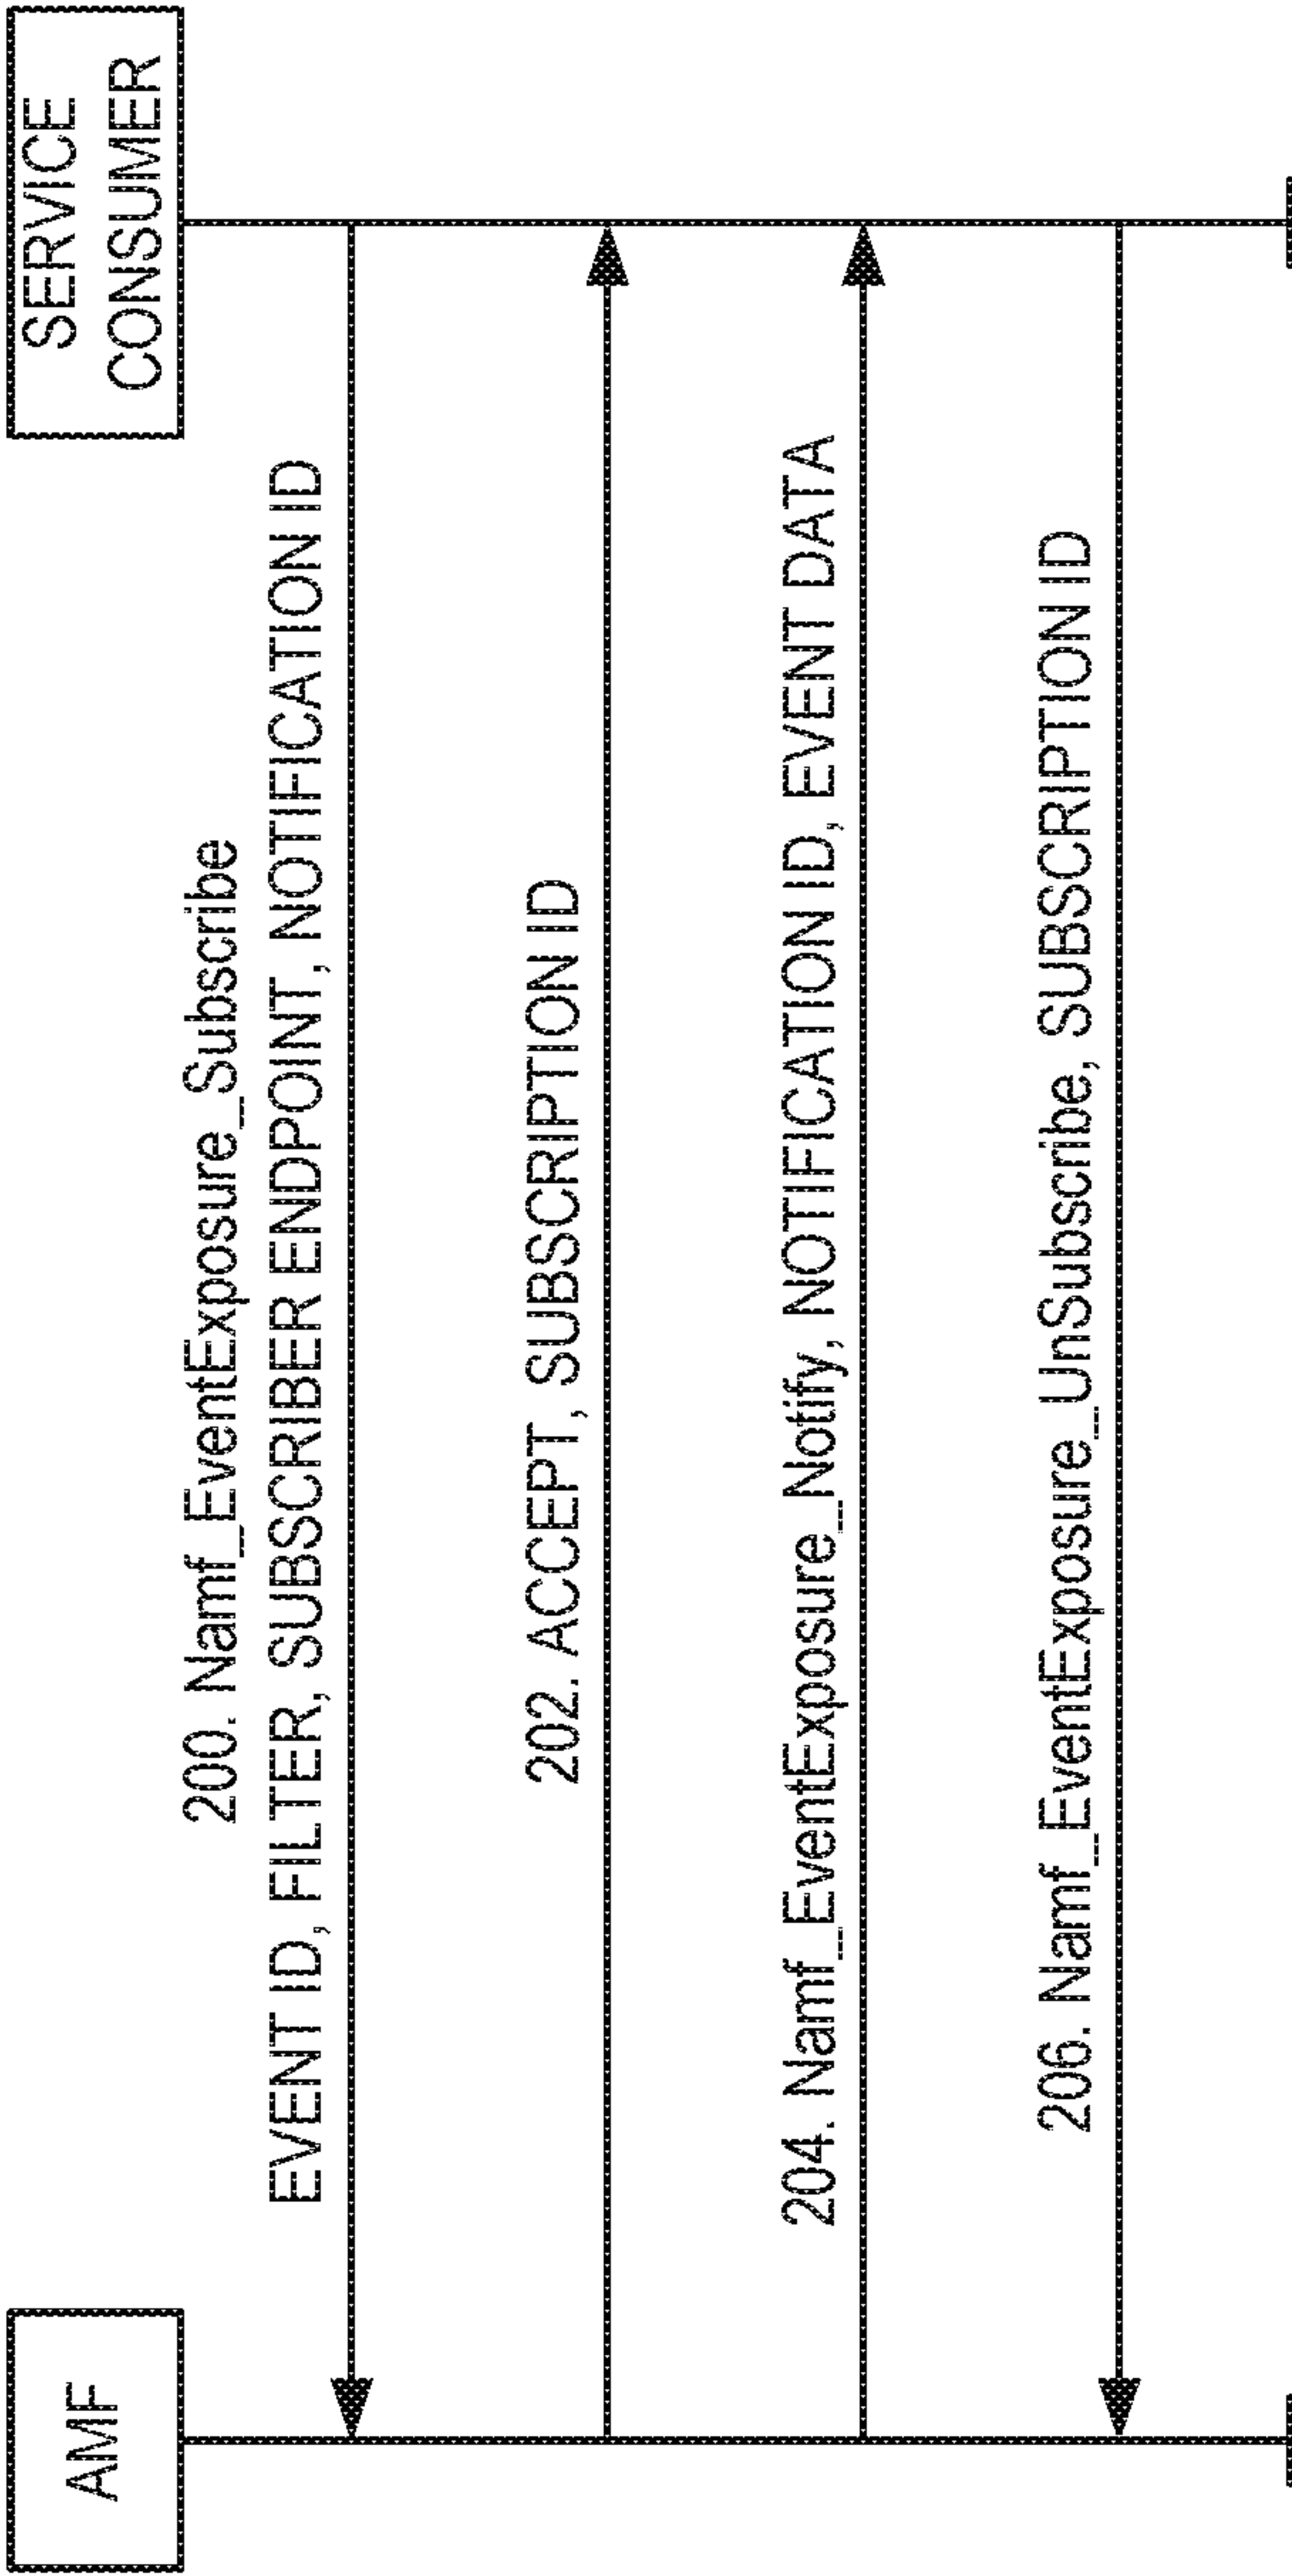 AMF
SERVICE
CONSUMER
200. Namf_EventExposure_Subscribe
EVENT ID, FILTER, SUBSCRIBER ENDPOINT, NOTIFICATION ID
202. ACCEPT, SUBSCRIPTION ID
204. Namf_EventExposure_Notify, NOTIFICATION ID, EVENT DATA
206. Namf_EventExposure_UnSubscribe, SUBSCRIPTION ID